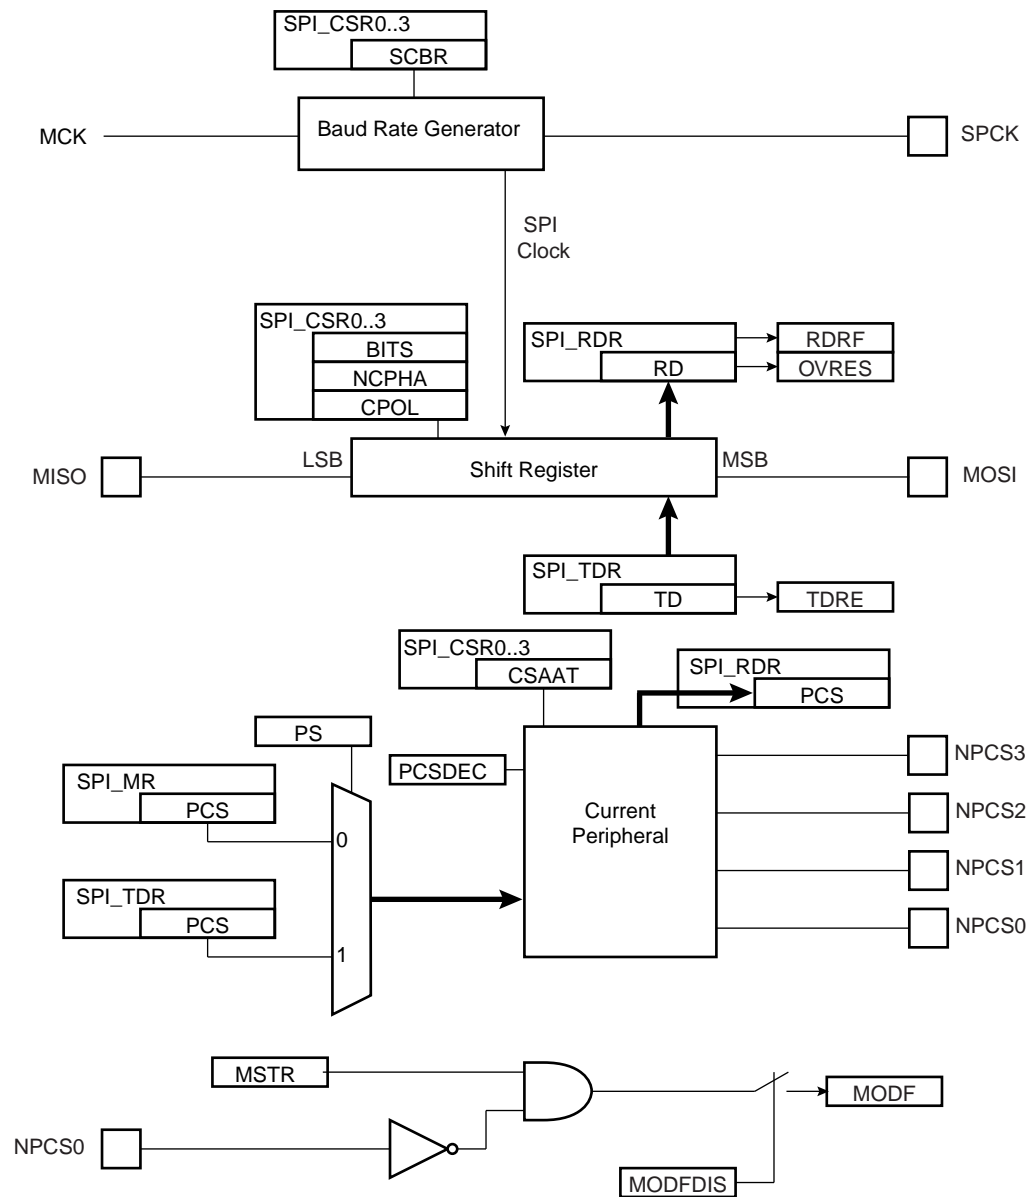 SPI_CSR0..3
SCBR
MCK
Baud Rate Generator
SPCK
SPI
Clock
SPI_CSR0..3
BITS
NCPHA
CPOL
SPI_RDR
RD
RDRF
OVRES
MISO
LSB
Shift Register
MSB
MOSI
SPI_TDR
TD
TDRE
SPI_CSR0..3
CSAAT
SPI_RDR
PCS
PS
PCSDEC
SPI_MR
PCS
0
Current
Peripheral
NPCS3
NPCS2
NPCS1
NPCS0
SPI_TDR
PCS
1
MSTR
MODF
NPCS0
MODFDIS